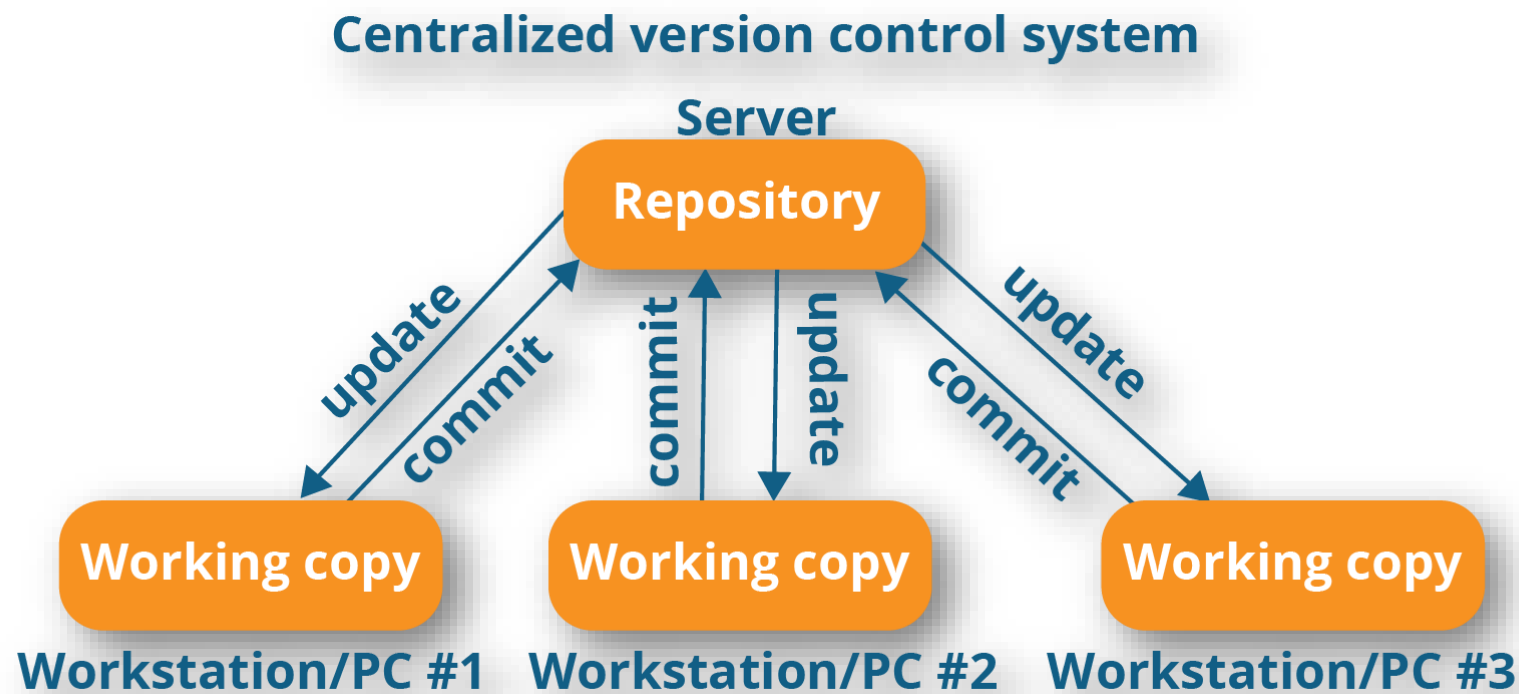 Centralized version control system
Server
Repository
update
commit
commit
update
commit
update
Working copy
Working copy
Working copy
Workstation/PC #1
Workstation/PC #2
Workstation/PC #3